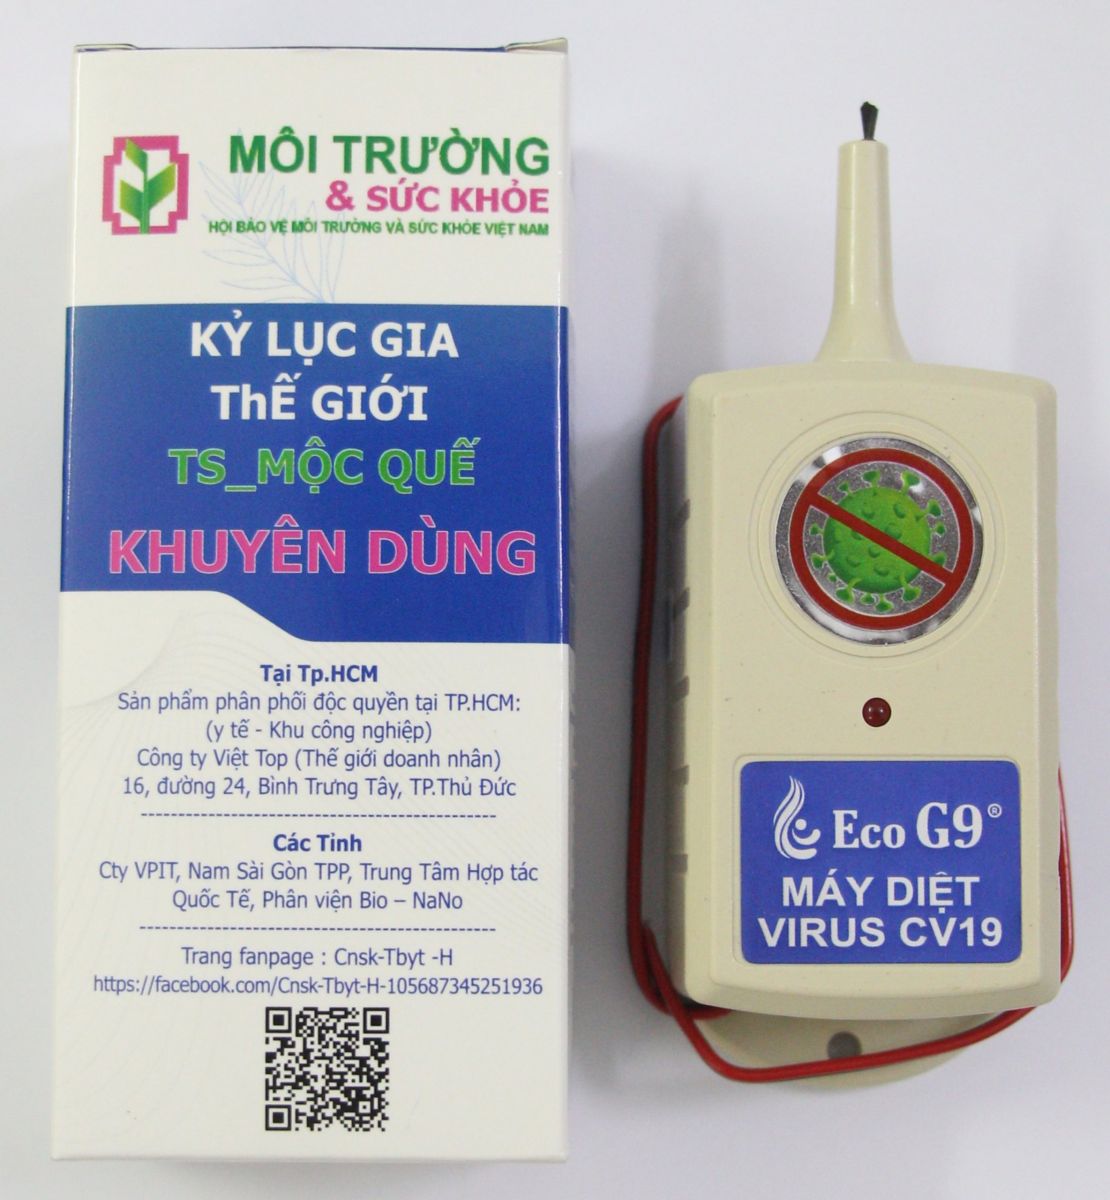 MÔI TRƯỜNG
& SỨC KHỎE
HỘI BẢO VỆ MÔI TRƯỜNG VÀ SỨC KHỎE VIỆT NAM
KỶ LỤC GIA
ThẾ GIỚI
TS_MỘC QUẾ
KHUYÊN DÙNG
Tại Tp.HCM
Sản phẩm phân phối độc quyền tại TP.HCM:
(y tế - Khu công nghiệp)
Công ty Việt Top (Thế giới doanh nhân)
16, đường 24, Bình Trưng Tây, TP.Thủ Đức
Các Tỉnh
Cty VPIT, Nam Sài Gòn TPP, Trung Tâm Hợp tác
Quốc Tế, Phân viện Bio – NaNo
Trang fanpage : Cnsk-Tbyt -H
https://facebook.com/Cnsk-Tbyt-H-105687345251936
Eco G9®
MÁY DIỆT
VIRUS CV19